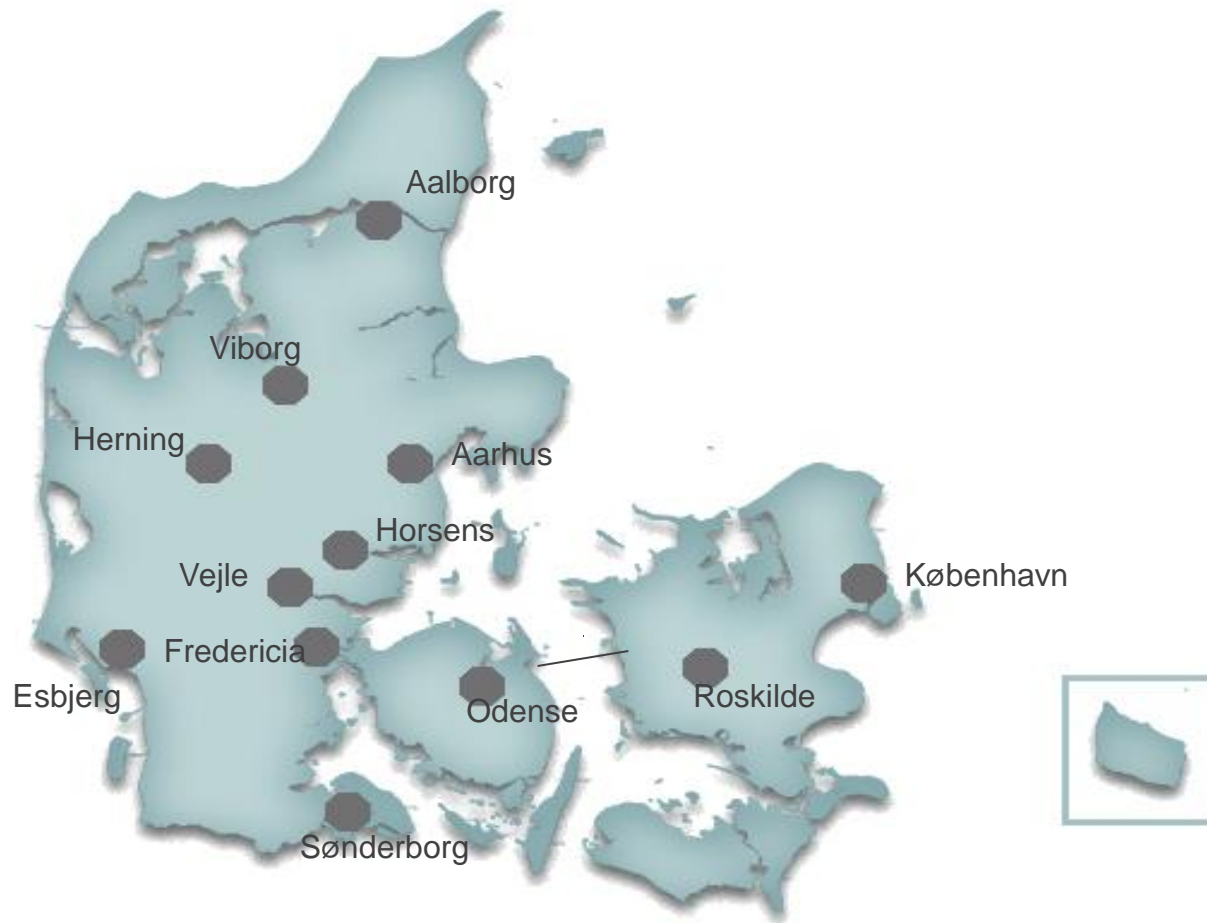 Aalborg
Viborg
Herning
Aarhus
Horsens
Vejle
København
Fredericia
Esbjerg
Odense
Roskilde
Sønderborg